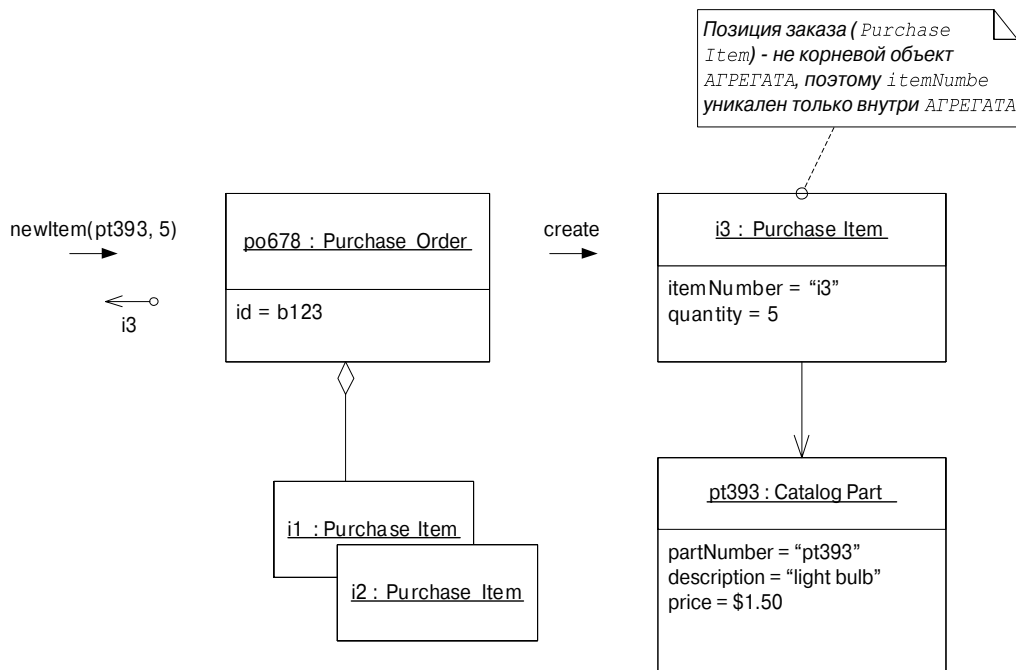 Позиция заказа ( Purchase
Item) - не корневой объект
АГРЕГАТА, поэтому itemNumbe
уникален только внутри АГРЕГАТА
newItem(pt393, 5)
i3
po678 : Purchase Order
id = b123
create
i3 : Purchase Item
itemNumber = “i3”
quantity = 5
i1 : Purchase Item
i2 : Purchase Item
pt393 : Catalog Part
partNumber = “pt393”
description = “light bulb”
price = $1.50